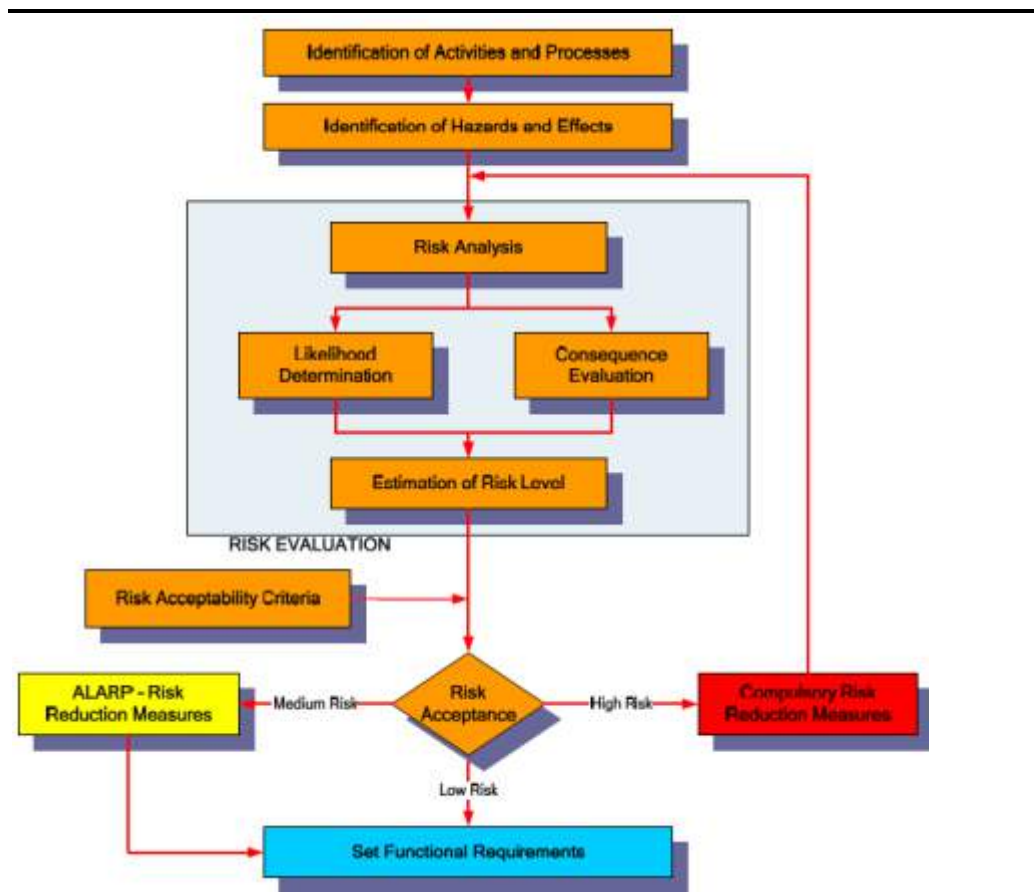 Identification of Activities and Processes
Identification of Hazards and Effects
Risk Analysis
Likelihood
Determination
Consequence
Evaluation
Estimation of Risk Level
RISK EVALUATION
Risk Acceptability Criteria
ALARP - Risk
Reduction Measures
Medium Risk
Risk
Acceptance
High Risk
Compulsory Risk
Reduction Measures
Low Risk
Set Functional Requirements